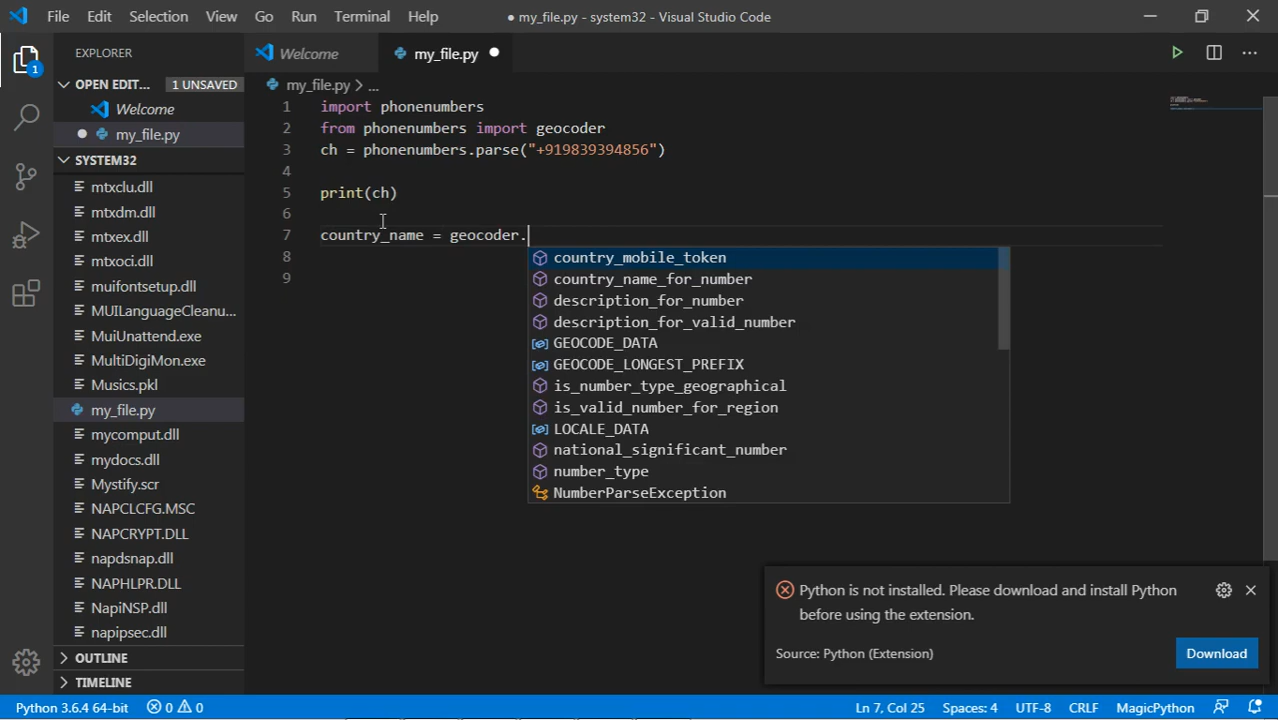 File Edit Selection View Go Run Terminal Help
● my_file.py - system32 - Visual Studio Code
EXPLORER
Welcome
my_file.py
OPEN EDIT... 1 UNSAVED
my_file.py > ...
Welcome
my_file.py
SYSTEM32
mtxclu.dll
mtxdm.dll
mtxex.dll
mtxoci.dll
muifontsetup.dll
MUILanguageCleanu...
MuiUnattend.exe
MultiDigiMon.exe
Musics.pkl
my_file.py
mycomput.dll
mydocs.dll
Mystify.scr
NAPCLCFG.MSC
NAPCRYPT.DLL
napdsnap.dll
NAPHLPR.DLL
NapiNSP.dll
napipsec.dll
OUTLINE
TIMELINE
1
1 import phonenumbers
2 from phonenumbers import geocoder
3 ch = phonenumbers.parse("+919839394856")
4
5 print(ch)
6
7 country_name = geocoder.
8
9
country_mobile_token
country_name_for_number
description_for_number
description_for_valid_number
GEOCODE_DATA
GEOCODE_LONGEST_PREFIX
is_number_type_geographical
is_valid_number_for_region
LOCALE_DATA
national_significant_number
number_type
NumberParseException
Python is not installed. Please download and install Python
before using the extension.
Source: Python (Extension)
Download
Python 3.6.4 64-bit 0 0 Ln 7, Col 25 Spaces: 4 UTF-8 CRLF MagicPython